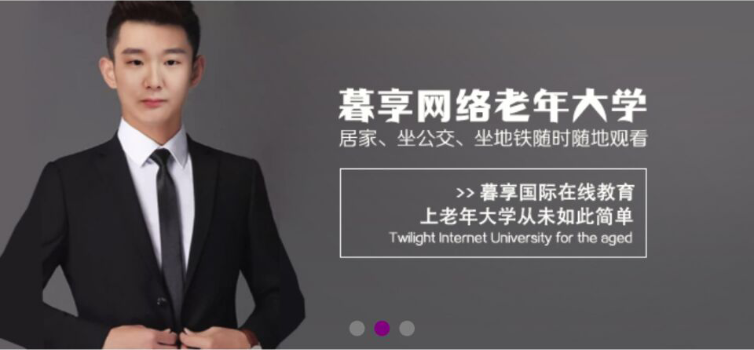 暮享网络老年大学
居家、坐公交、坐地铁随时随地观看
>> 暮享国际在线教育
上老年大学从未如此简单
Twilight Internet University for the aged